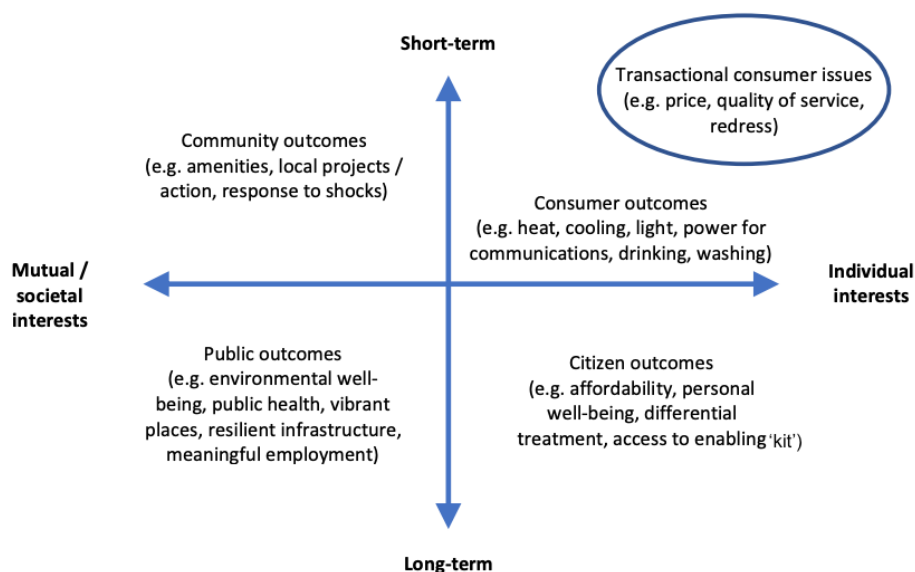 Short-term
Transactional consumer issues
(e.g. price, quality of service,
redress)
Community outcomes
(e.g. amenities, local projects /
action, response to shocks)
Consumer outcomes
(e.g. heat, cooling, light, power for
communications, drinking, washing)
Mutual /
societal
interests
Individual
interests
Public outcomes
(e.g. environmental well-
being, public health, vibrant
places, resilient infrastructure,
meaningful employment)
Citizen outcomes
(e.g. affordability, personal
well-being, differential
treatment, access to enabling 'kit')
Long-term